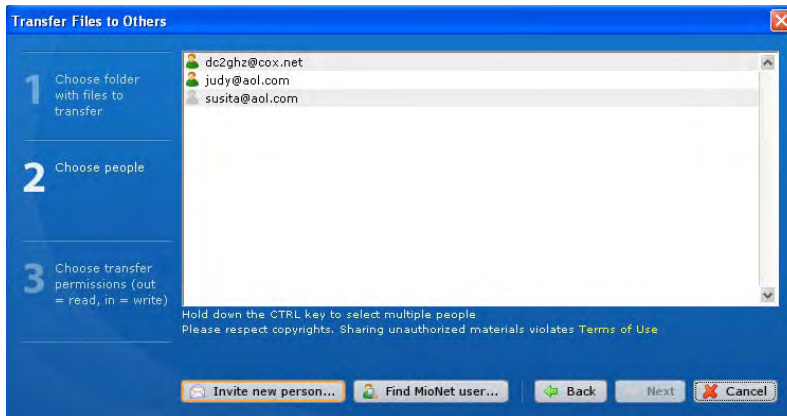 Transfer Files to Others
1 Choose folder
with files to
transfer
2 Choose people
3 Choose transfer
permissions (out
= read, in = write)
dc2ghz@cox.net
judy@aol.com
susita@aol.com
Hold down the CTRL key to select multiple people
Please respect copyrights. Sharing unauthorized materials violates Terms of Use
Invite new person... Find MioNet user... Back Next Cancel